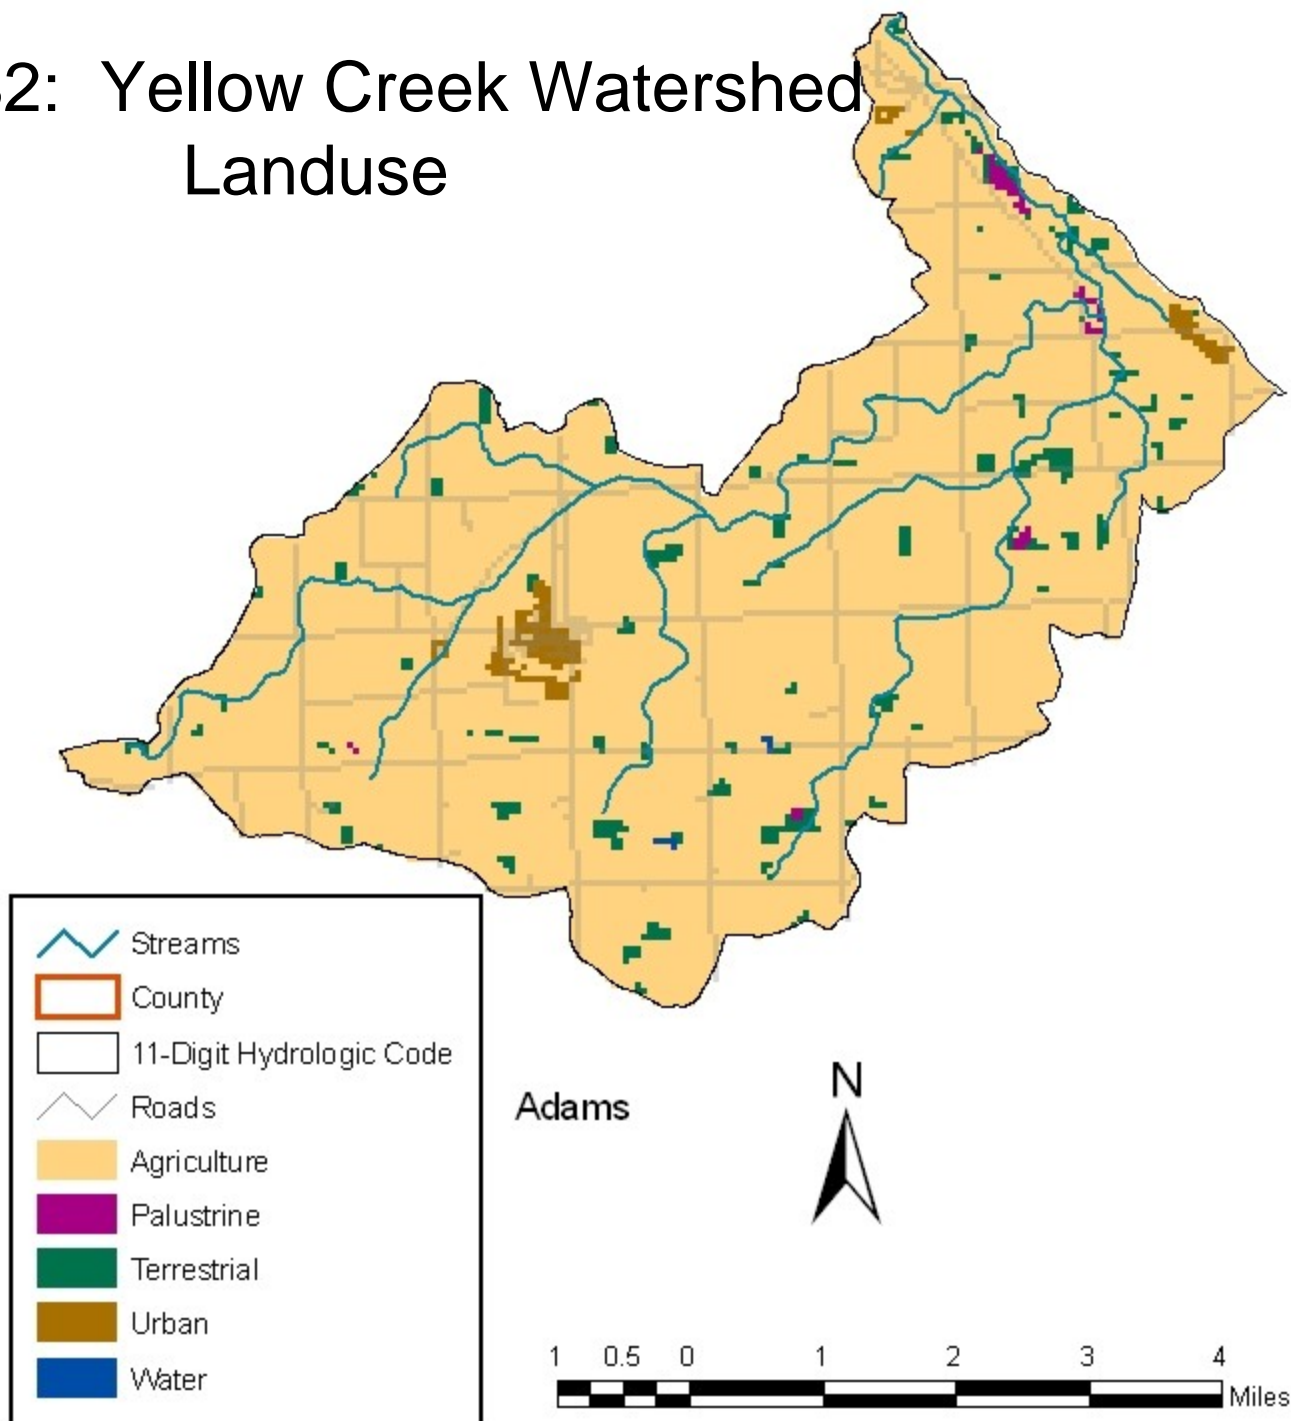 2: Yellow Creek Watershed
Landuse
Streams
County
11-Digit Hydrologic Code
Roads
Agriculture
Palustrine
Terrestrial
Urban
Water
Adams
N
1 0.5 0 1 2 3 4
Miles